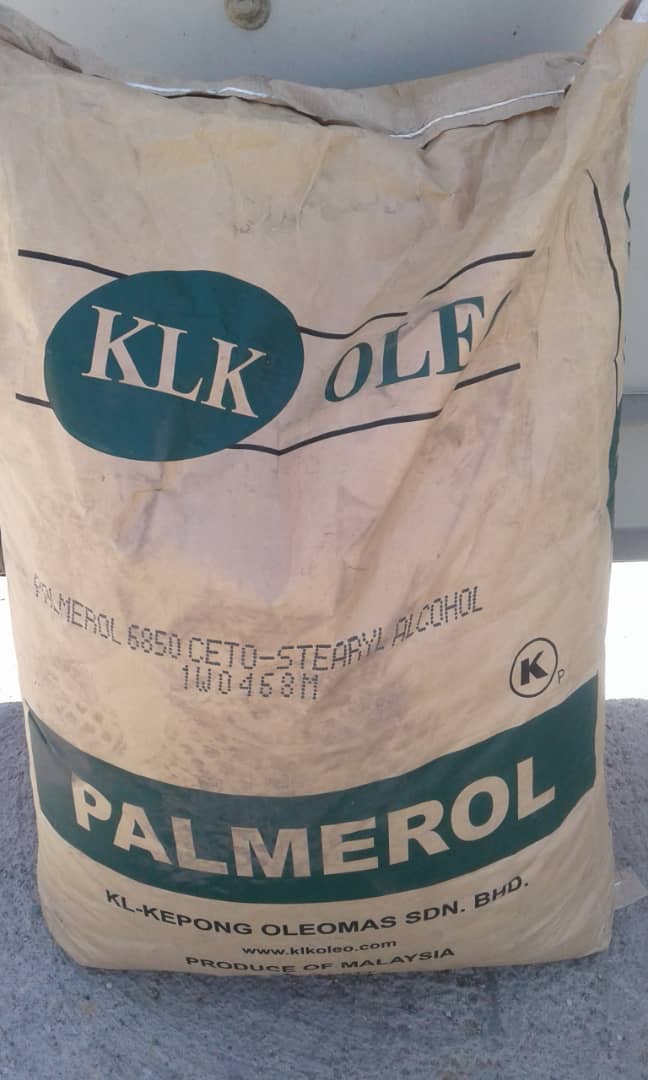 KLK OLE
PALMEROL 6850 CETO-STEARYL ALCOHOL
1W0468M
K P
PALMEROL
KL-KEPONG OLEOMAS SDN. BHD.
www.klkoleo.com
PRODUCE OF MALAYSIA